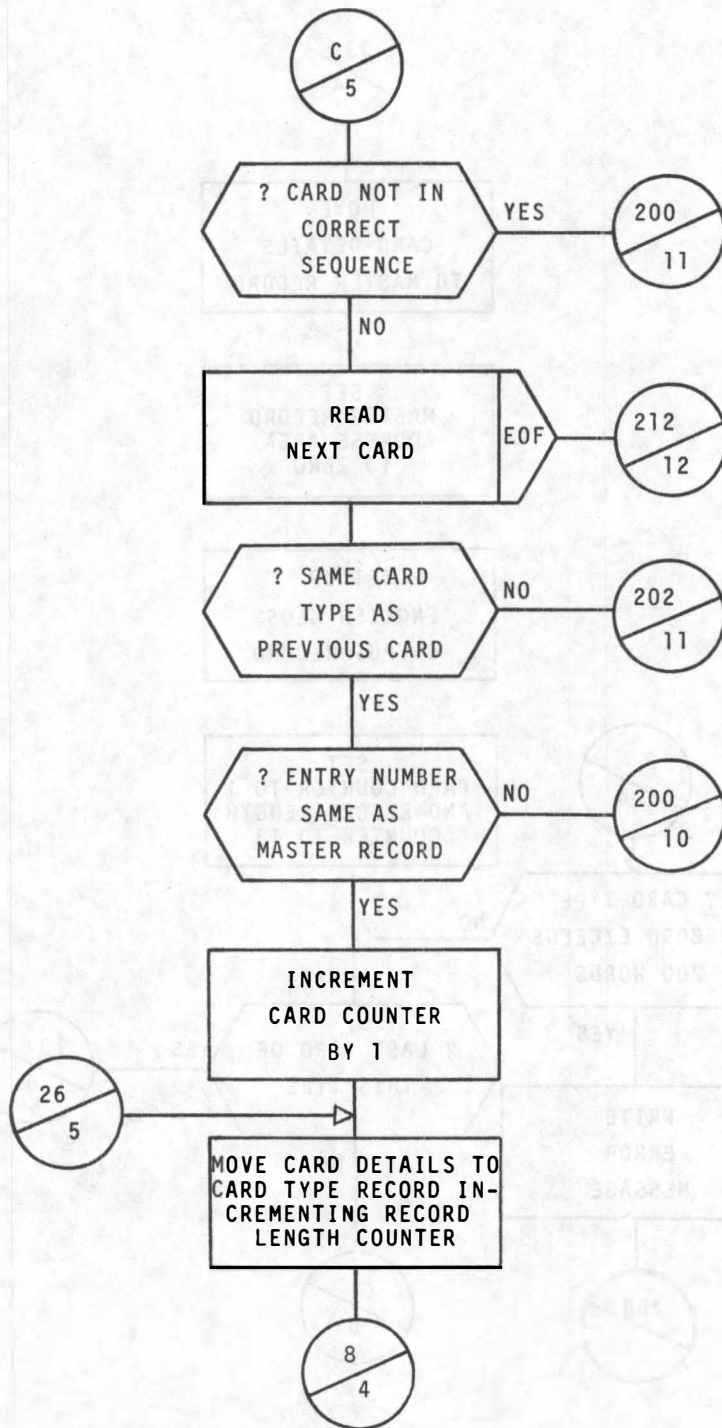 C
5
? CARD NOT IN
CORRECT
SEQUENCE
YES
200
11
NO
READ
NEXT CARD
EOF
212
12
? SAME CARD
TYPE AS
PREVIOUS CARD
NO
202
11
YES
? ENTRY NUMBER
SAME AS
MASTER RECORD
NO
200
10
YES
INCREMENT
CARD COUNTER
BY 1
26
5
MOVE CARD DETAILS TO
CARD TYPE RECORD IN-
CREMENTING RECORD
LENGTH COUNTER
8
4